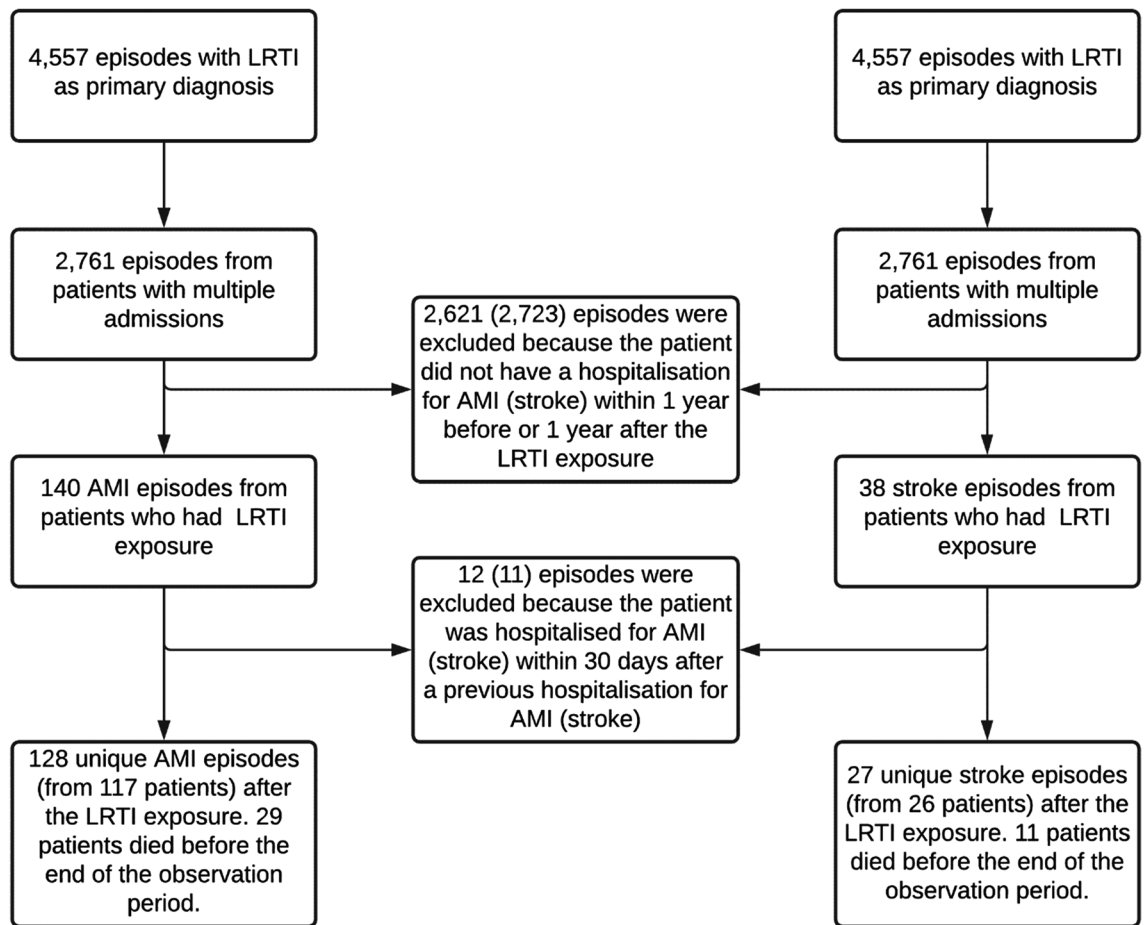 4,557 episodes with LRTI
as primary diagnosis
4,557 episodes with LRTI
as primary diagnosis
2,761 episodes from
patients with multiple
admissions
2,761 episodes from
patients with multiple
admissions
2,621 (2,723) episodes were
excluded because the patient
did not have a hospitalisation
for AMI (stroke) within 1 year
before or 1 year after the
LRTI exposure
140 AMI episodes from
patients who had LRTI
exposure
38 stroke episodes from
patients who had LRTI
exposure
12 (11) episodes were
excluded because the patient
was hospitalised for AMI
(stroke) within 30 days after
a previous hospitalisation for
AMI (stroke)
128 unique AMI episodes
(from 117 patients) after
the LRTI exposure. 29
patients died before the
end of the observation
period.
27 unique stroke episodes
(from 26 patients) after the
LRTI exposure. 11 patients
died before the end of the
observation period.